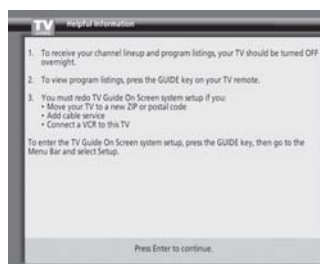 TV Helpful Information
1. To receive your channel lineup and program listings, your TV should be turned OFF
overnight.
2. To view program listings, press the GUIDE key on your TV remote.
3. You must redo TV Guide On Screen system setup if you:
• Move your TV to a new ZIP or postal code
• Add cable service
• Connect a VCR to this TV
To enter the TV Guide On Screen system setup, press the GUIDE key, then go to the
Menu Bar and select Setup.
Press Enter to continue.